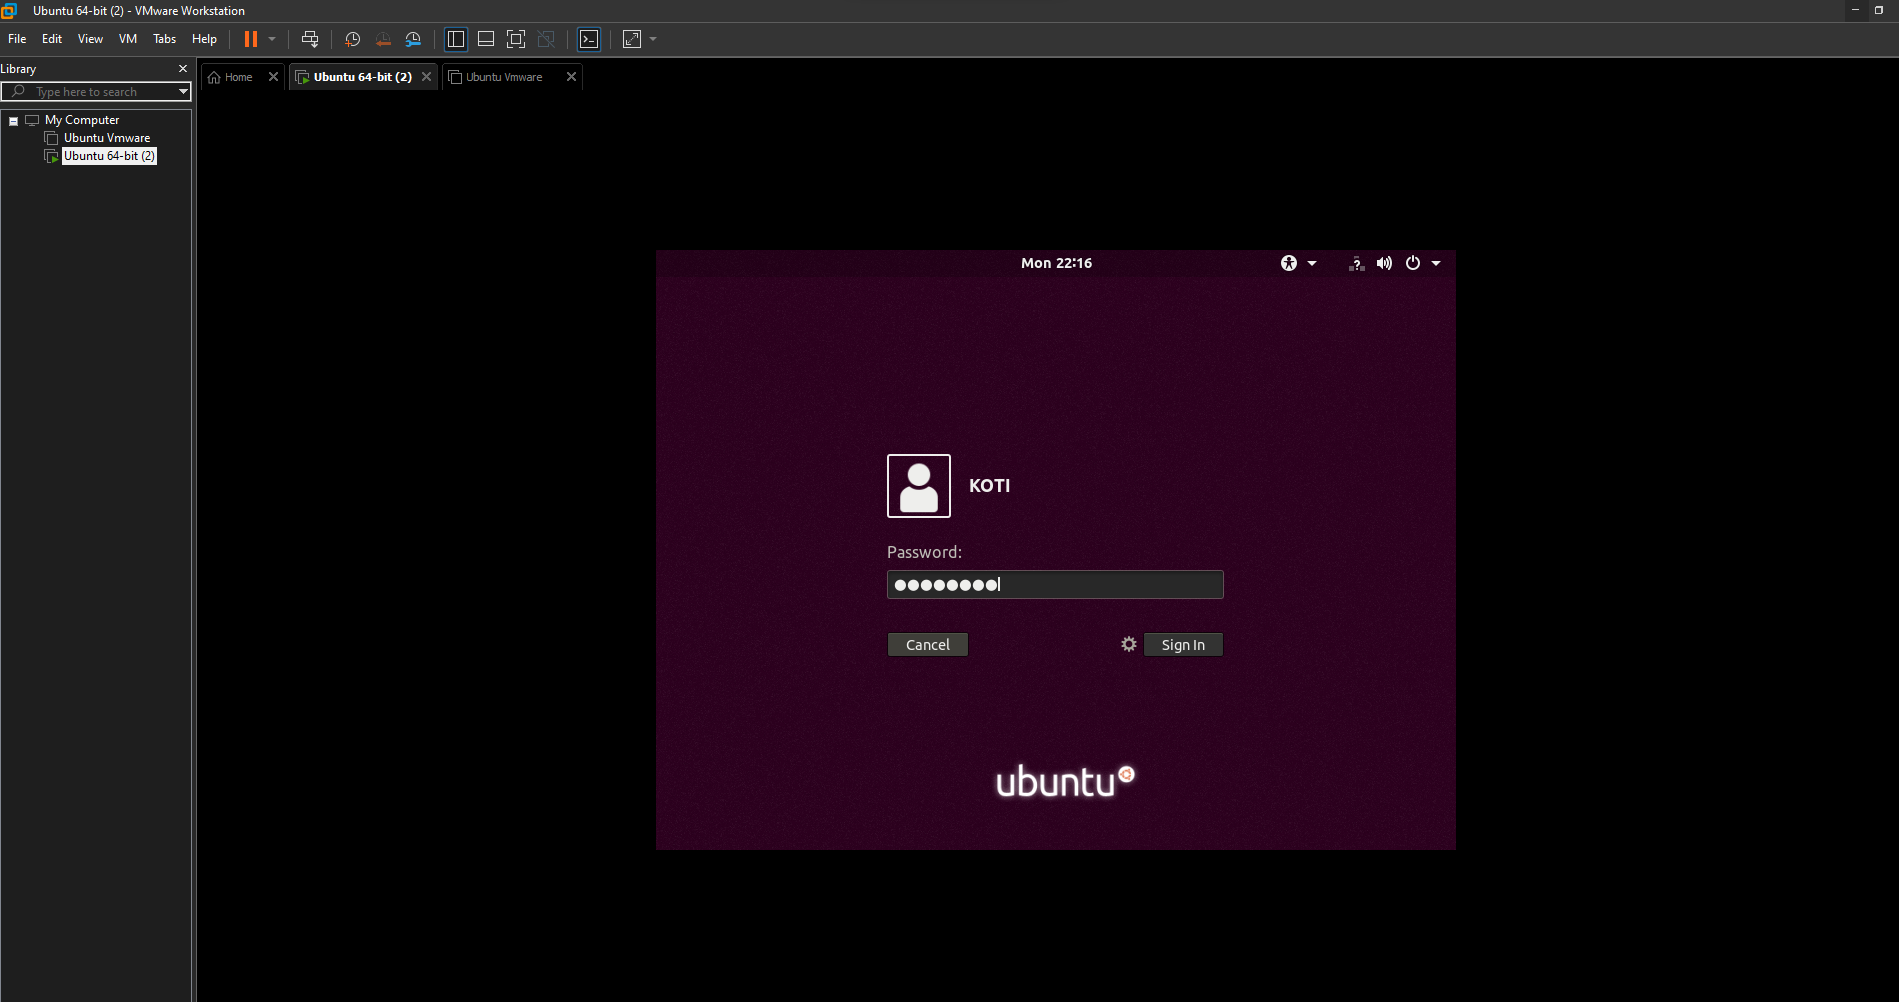 Ubuntu 64-bit (2) - VMware Workstation
File Edit View VM Tabs Help
Library
Type here to search
My Computer
Ubuntu Vmware
Ubuntu 64-bit (2)
Home Ubuntu 64-bit (2) Ubuntu Vmware
Mon 22:16
KOTI
Password:
Cancel Sign In
ubuntu